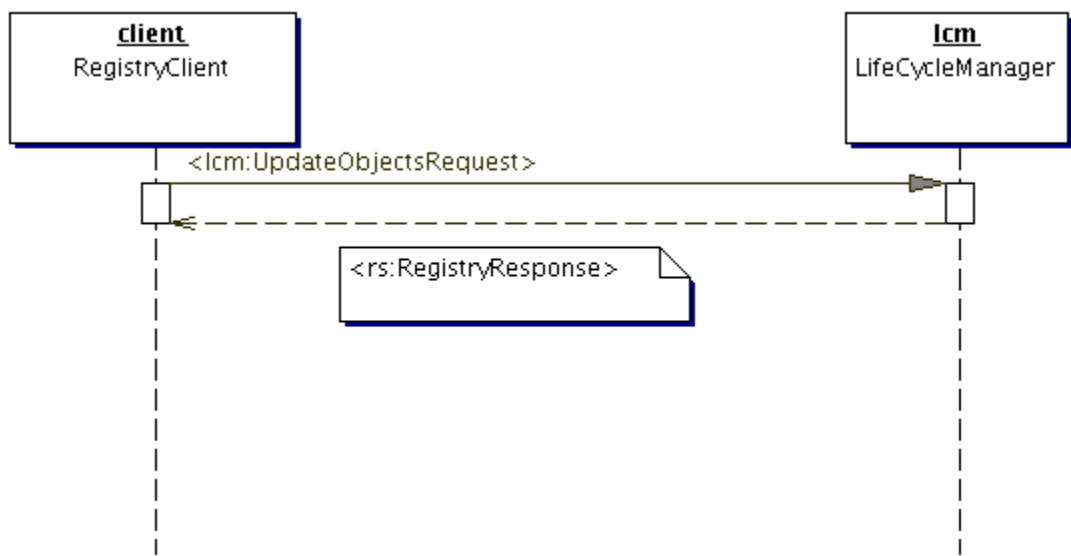 client
RegistryClient
lcm
LifeCycleManager
<lcm:UpdateObjectsRequest>
<rs:RegistryResponse>